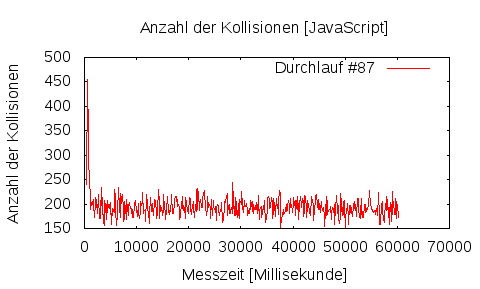 Anzahl der Kollisionen [JavaScript]
Durchlauf #87
Anzahl der Kollisionen
500
450
400
350
300
250
200
150
0 10000 20000 30000 40000 50000 60000 70000
Messzeit [Millisekunde]